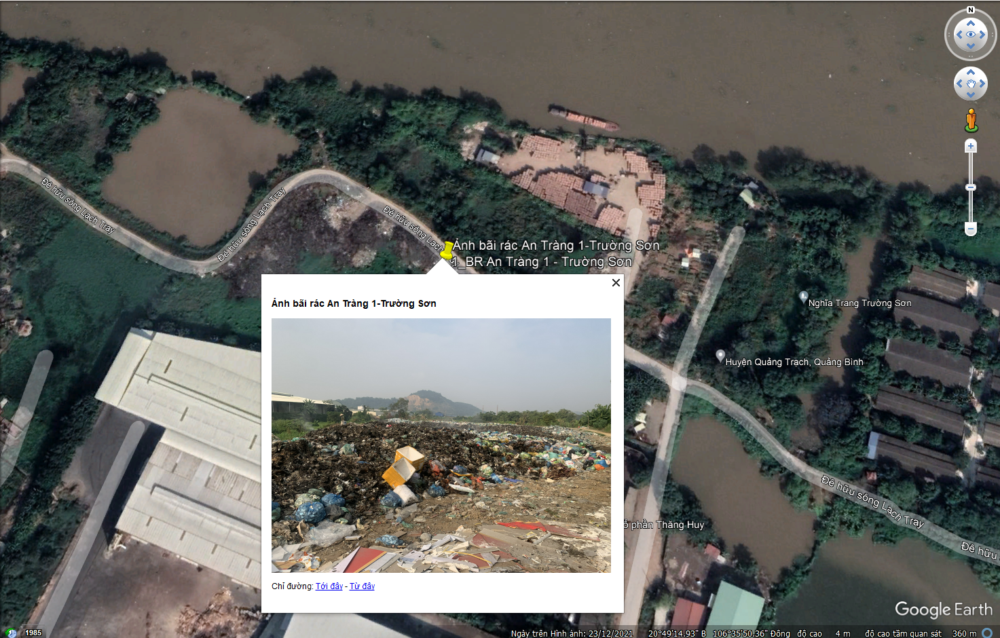 N
Đê hữu sông Lạch Tray
Đê hữu sông Lạch Tray
Đê hữu sông Lạch
Ảnh bãi rác An Tràng 1-Trường Sơn
1_BR An Tràng 1 - Trường Sơn
Ảnh bãi rác An Tràng 1-Trường Sơn
Nghĩa Trang Trường Sơn
Huyện Quảng Trạch, Quảng Bình
Đê hữu sông Lạch Tray
phần Thăng Huy
Đê hữu
Chỉ đường: Tới đây - Từ đây
Google Earth
1985
Ngày trên Hình ảnh: 23/12/2021 20°49'14.93" B 106°35'50.36" Đông độ cao 4 m độ cao tầm quan sát 360 m